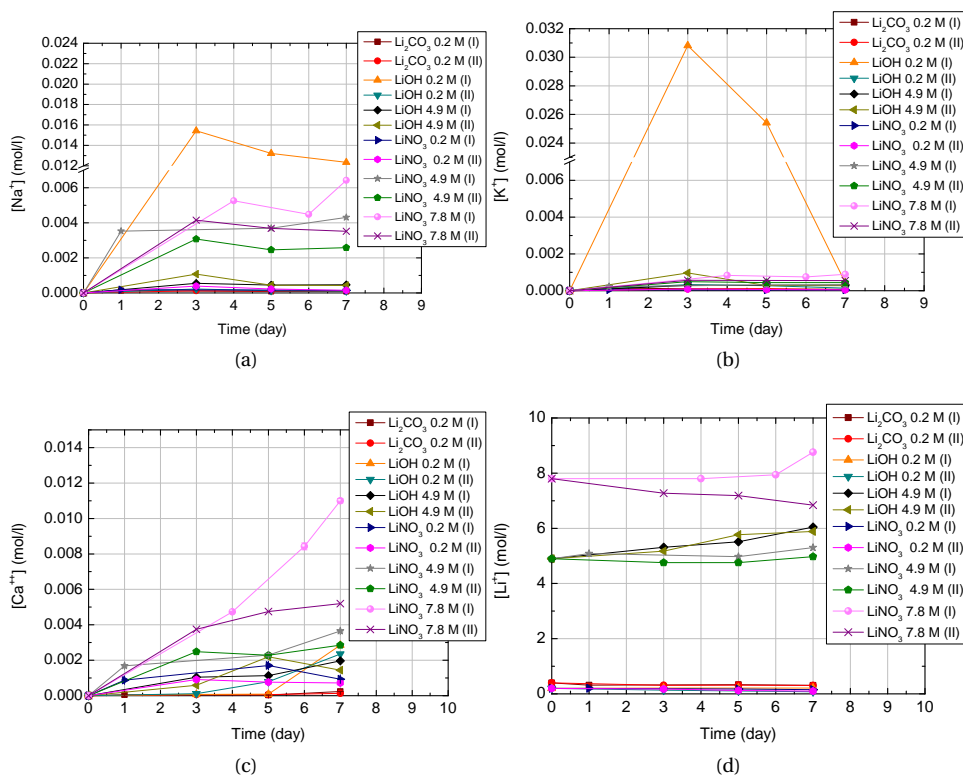 (a)
0.024
0.022
0.020
0.018
0.016
0.014
0.012
0.006
0.004
0.002
0.000
[Na⁺] (mol/l)
0 1 2 3 4 5 6 7 8 9
Time (day)
Li₂CO₃ 0.2 M (I)
Li₂CO₃ 0.2 M (II)
LiOH 0.2 M (I)
LiOH 0.2 M (II)
LiOH 4.9 M (I)
LiOH 4.9 M (II)
LiNO₃ 0.2 M (I)
LiNO₃ 0.2 M (II)
LiNO₃ 4.9 M (I)
LiNO₃ 4.9 M (II)
LiNO₃ 7.8 M (I)
LiNO₃ 7.8 M (II)
(a)
(b)
0.032
0.030
0.028
0.026
0.024
0.006
0.004
0.002
0.000
[K⁺] (mol/l)
0 1 2 3 4 5 6 7 8 9
Time (day)
Li₂CO₃ 0.2 M (I)
Li₂CO₃ 0.2 M (II)
LiOH 0.2 M (I)
LiOH 0.2 M (II)
LiOH 4.9 M (I)
LiOH 4.9 M (II)
LiNO₃ 0.2 M (I)
LiNO₃ 0.2 M (II)
LiNO₃ 4.9 M (I)
LiNO₃ 4.9 M (II)
LiNO₃ 7.8 M (I)
LiNO₃ 7.8 M (II)
(b)
0.014
0.012
0.010
0.008
0.006
0.004
0.002
0.000
[Ca⁺⁺] (mol/l)
0 1 2 3 4 5 6 7 8 9 10
Time (day)
Li₂CO₃ 0.2 M (I)
Li₂CO₃ 0.2 M (II)
LiOH 0.2 M (I)
LiOH 0.2 M (II)
LiOH 4.9 M (I)
LiOH 4.9 M (II)
LiNO₃ 0.2 M (I)
LiNO₃ 0.2 M (II)
LiNO₃ 4.9 M (I)
LiNO₃ 4.9 M (II)
LiNO₃ 7.8 M (I)
LiNO₃ 7.8 M (II)
(c)
10
8
6
4
2
0
[Li⁺] (mol/l)
0 1 2 3 4 5 6 7 8 9 10
Time (day)
Li₂CO₃ 0.2 M (I)
Li₂CO₃ 0.2 M (II)
LiOH 0.2 M (I)
LiOH 0.2 M (II)
LiOH 4.9 M (I)
LiOH 4.9 M (II)
LiNO₃ 0.2 M (I)
LiNO₃ 0.2 M (II)
LiNO₃ 4.9 M (I)
LiNO₃ 4.9 M (II)
LiNO₃ 7.8 M (I)
LiNO₃ 7.8 M (II)
(d)